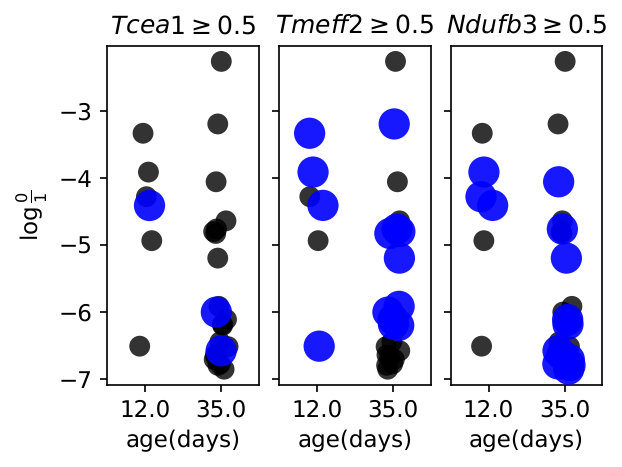 Tcea1 ≥ 0.5 Tmeff2 ≥ 0.5 Ndufb3 ≥ 0.5
log 0/1
−3
−4
−5
−6
−7
12.0 35.0 12.0 35.0 12.0 35.0
age(days) age(days) age(days)